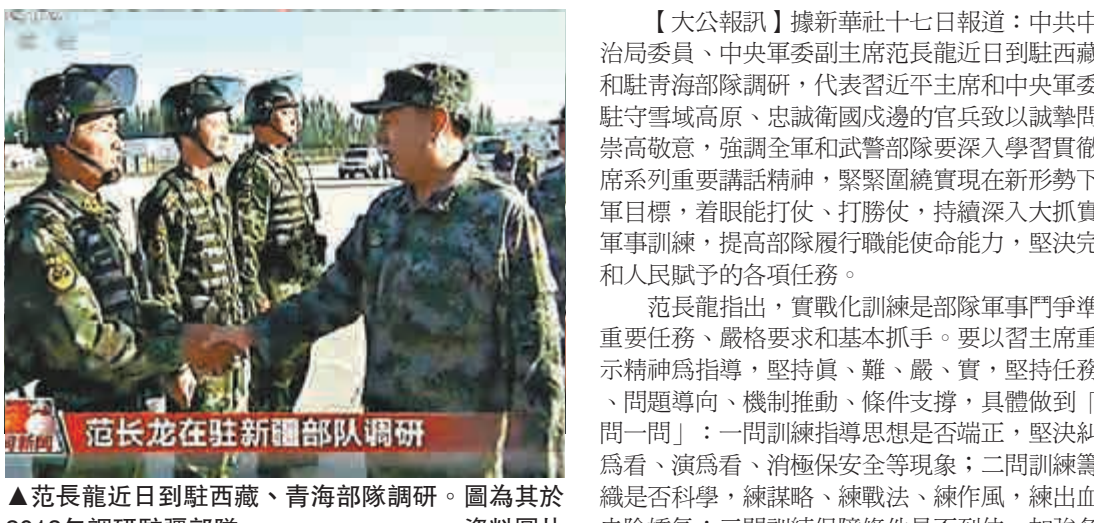 范长龙在驻新疆部队调研
▲范長龍近日到駐西藏、青海部隊調研。圖為其於
【大公報訊】據新華社十七日報道：中共中
治局委員、中央軍委副主席范長龍近日到駐西藏
和駐青海部隊調研，代表習近平主席和中央軍委
駐守雪域高原、忠誠衛國戍邊的官兵致以誠摯問
崇高敬意，強調全軍和武警部隊要深入學習貫徹
席系列重要講話精神，緊緊圍繞實現在新形勢下
軍目標，着眼能打仗、打勝仗，持續深入大抓實
軍事訓練，提高部隊履行職能使命能力，堅決完
和人民賦予的各項任務。
范長龍指出，實戰化訓練是部隊軍事鬥爭準
重要任務、嚴格要求和基本抓手。要以習主席重
示精神爲指導，堅持眞、難、嚴、實，堅持任務
、問題導向、機制推動、條件支撐，具體做到「
問一問」：一問訓練指導思想是否端正，堅決糾
爲看、演爲看、消極保安全等現象；二問訓練籌
織是否科學，練謀略、練戰法、練作風，練出血